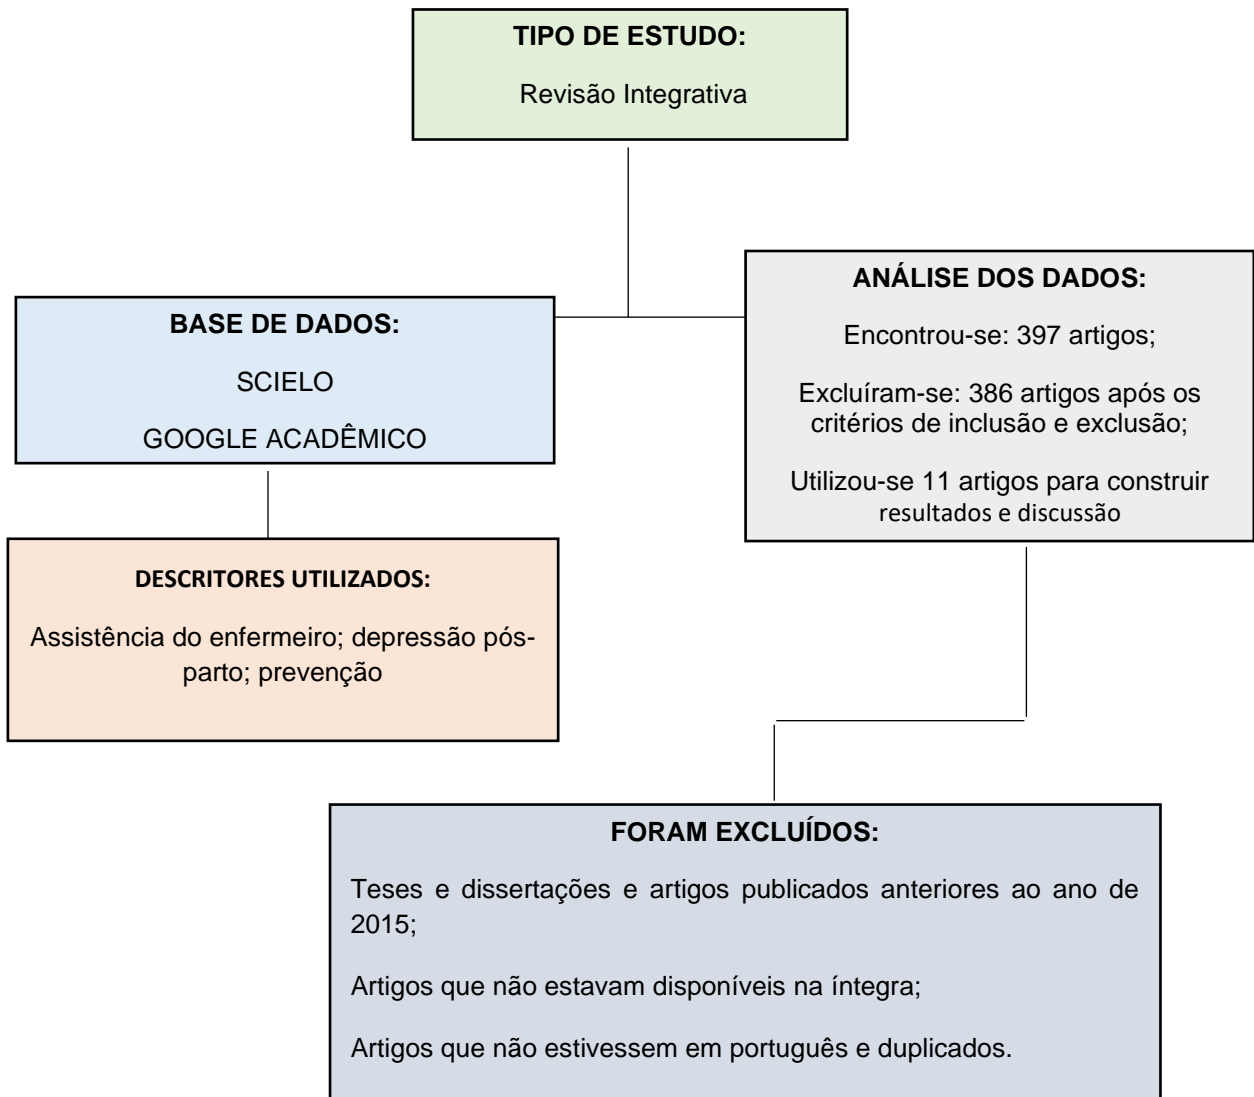 TIPO DE ESTUDO:
Revisão Integrativa
BASE DE DADOS:
SCIELO
GOOGLE ACADÊMICO
ANÁLISE DOS DADOS:
Encontrou-se: 397 artigos;
Excluíram-se: 386 artigos após os
critérios de inclusão e exclusão;
Utilizou-se 11 artigos para construir
resultados e discussão
DESCRITORES UTILIZADOS:
Assistência do enfermeiro; depressão pós-
parto; prevenção
FORAM EXCLUÍDOS:
Teses e dissertações e artigos publicados anteriores ao ano de
2015;
Artigos que não estavam disponíveis na íntegra;
Artigos que não estivessem em português e duplicados.